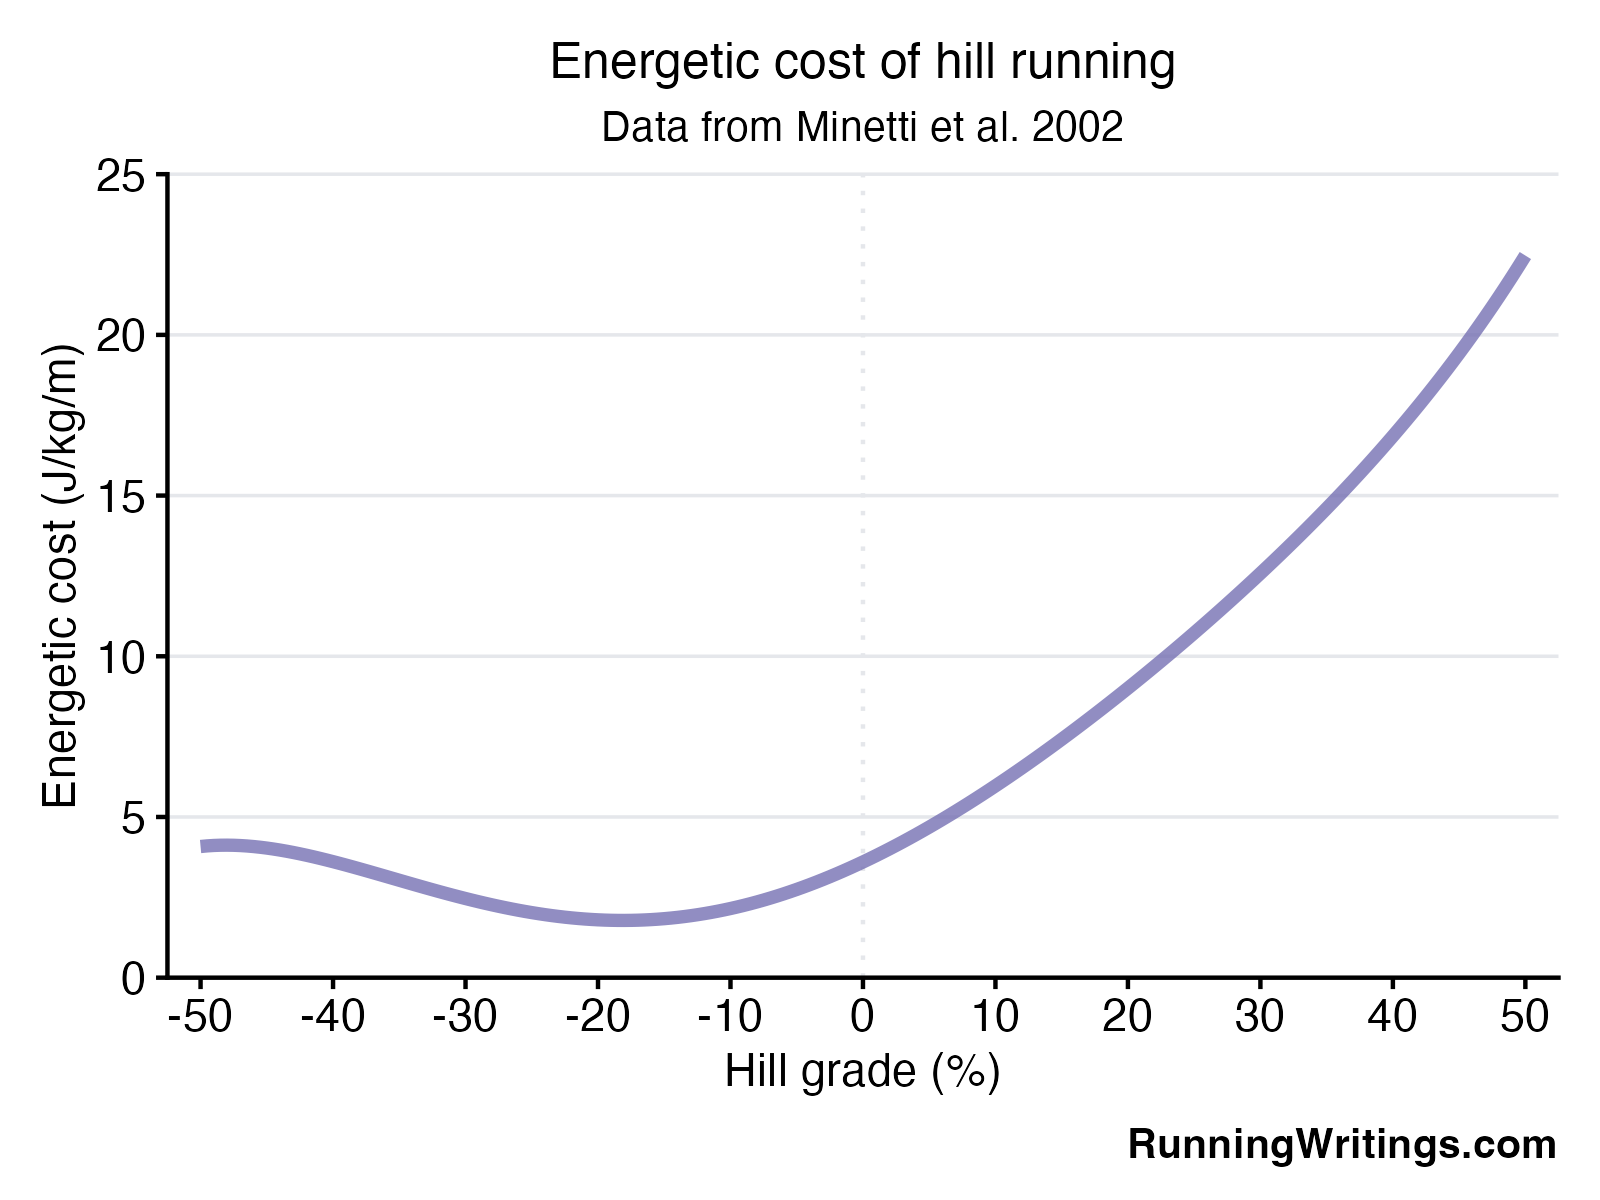 Energetic cost of hill running
Data from Minetti et al. 2002
Energetic cost (J/kg/m)
25
20
15
10
5
0
-50 -40 -30 -20 -10 0 10 20 30 40 50
Hill grade (%)
RunningWritings.com